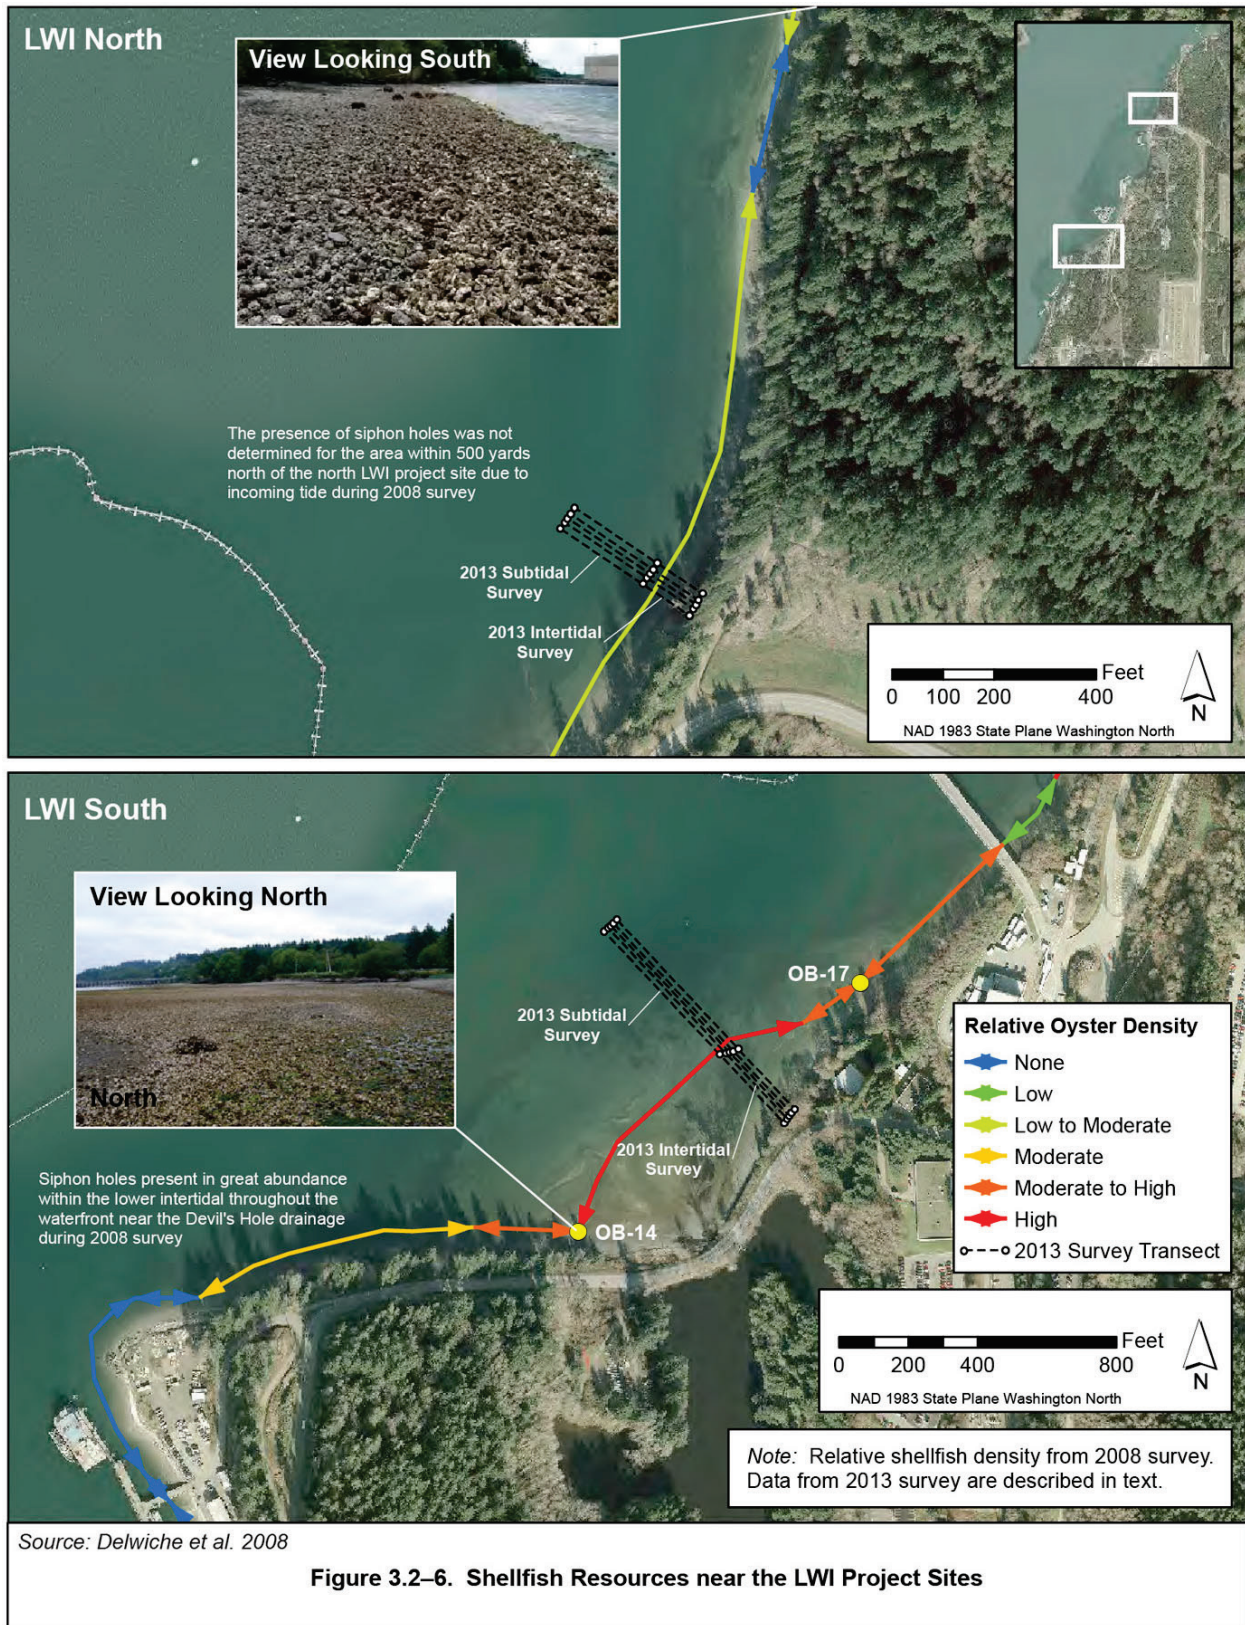 LWI North
View Looking South
The presence of siphon holes was not
determined for the area within 500 yards
north of the north LWI project site due to
incoming tide during 2008 survey
2013 Subtidal
Survey
2013 Intertidal
Survey
Feet
0 100 200 400
N
NAD 1983 State Plane Washington North
LWI South
View Looking North
North
OB-17
2013 Subtidal
Survey
2013 Intertidal
Survey
Siphon holes present in great abundance
within the lower intertidal throughout the
waterfront near the Devil's Hole drainage
during 2008 survey
OB-14
Relative Oyster Density
None
Low
Low to Moderate
Moderate
Moderate to High
High
2013 Survey Transect
Feet
0 200 400 800
N
NAD 1983 State Plane Washington North
Note: Relative shellfish density from 2008 survey.
Data from 2013 survey are described in text.
Source: Delwiche et al. 2008
Figure 3.2–6. Shellfish Resources near the LWI Project Sites